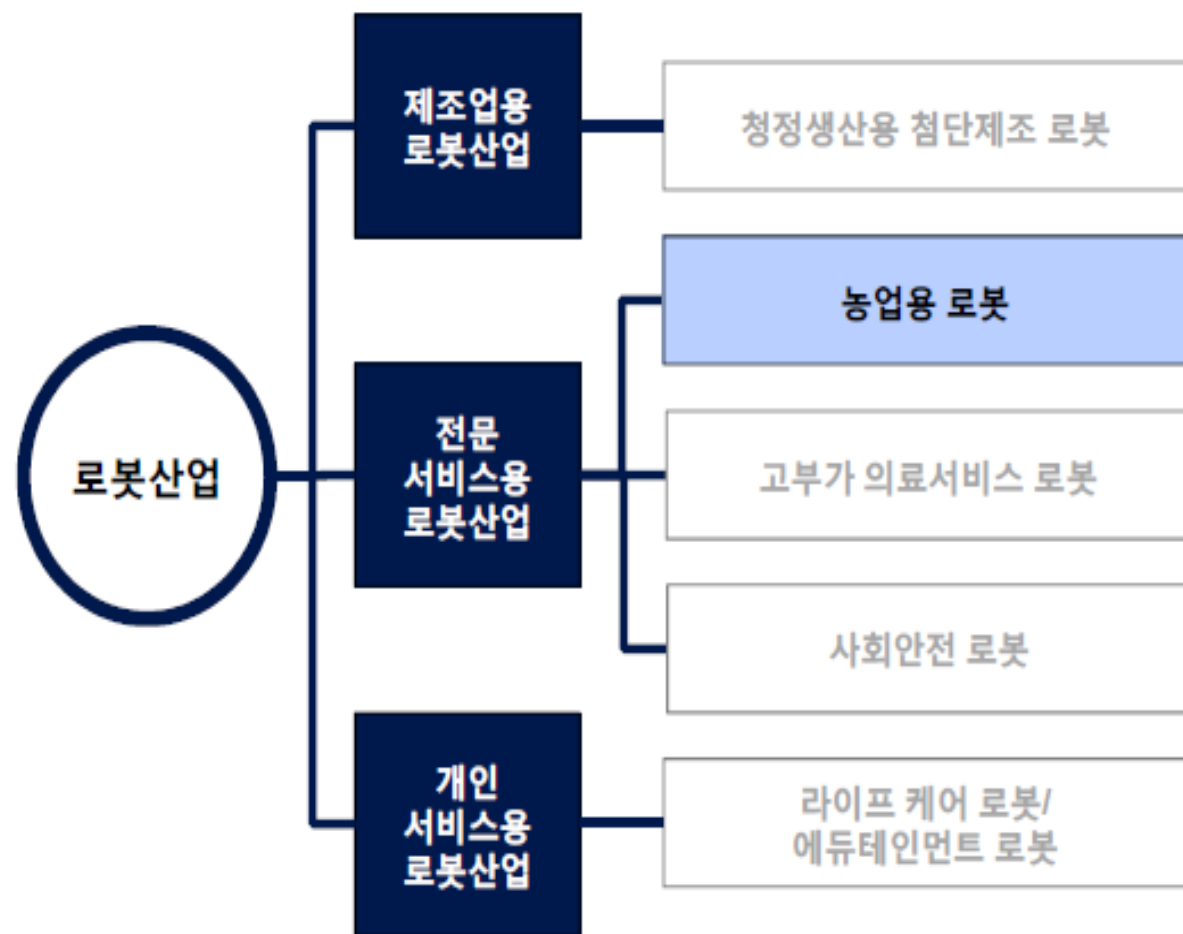 로봇산업
제조업용
로봇산업
청정생산용 첨단제조 로봇
전문
서비스용
로봇산업
농업용 로봇
고부가 의료서비스 로봇
사회안전 로봇
개인
서비스용
로봇산업
라이프 케어 로봇/
에듀테인먼트 로봇